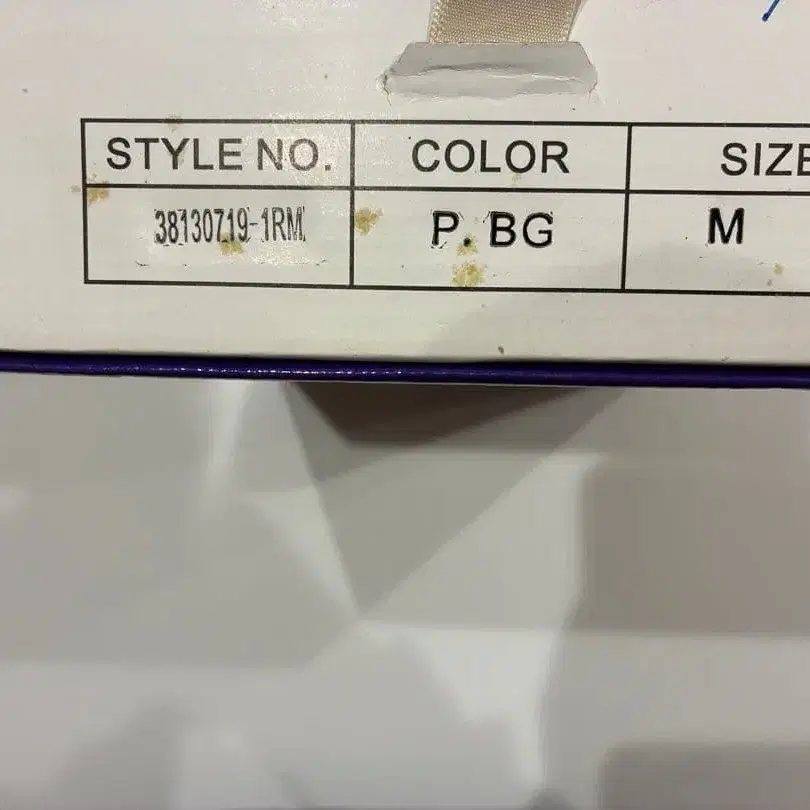 STYLE NO. COLOR SIZE
38130719-1RM P. BG M